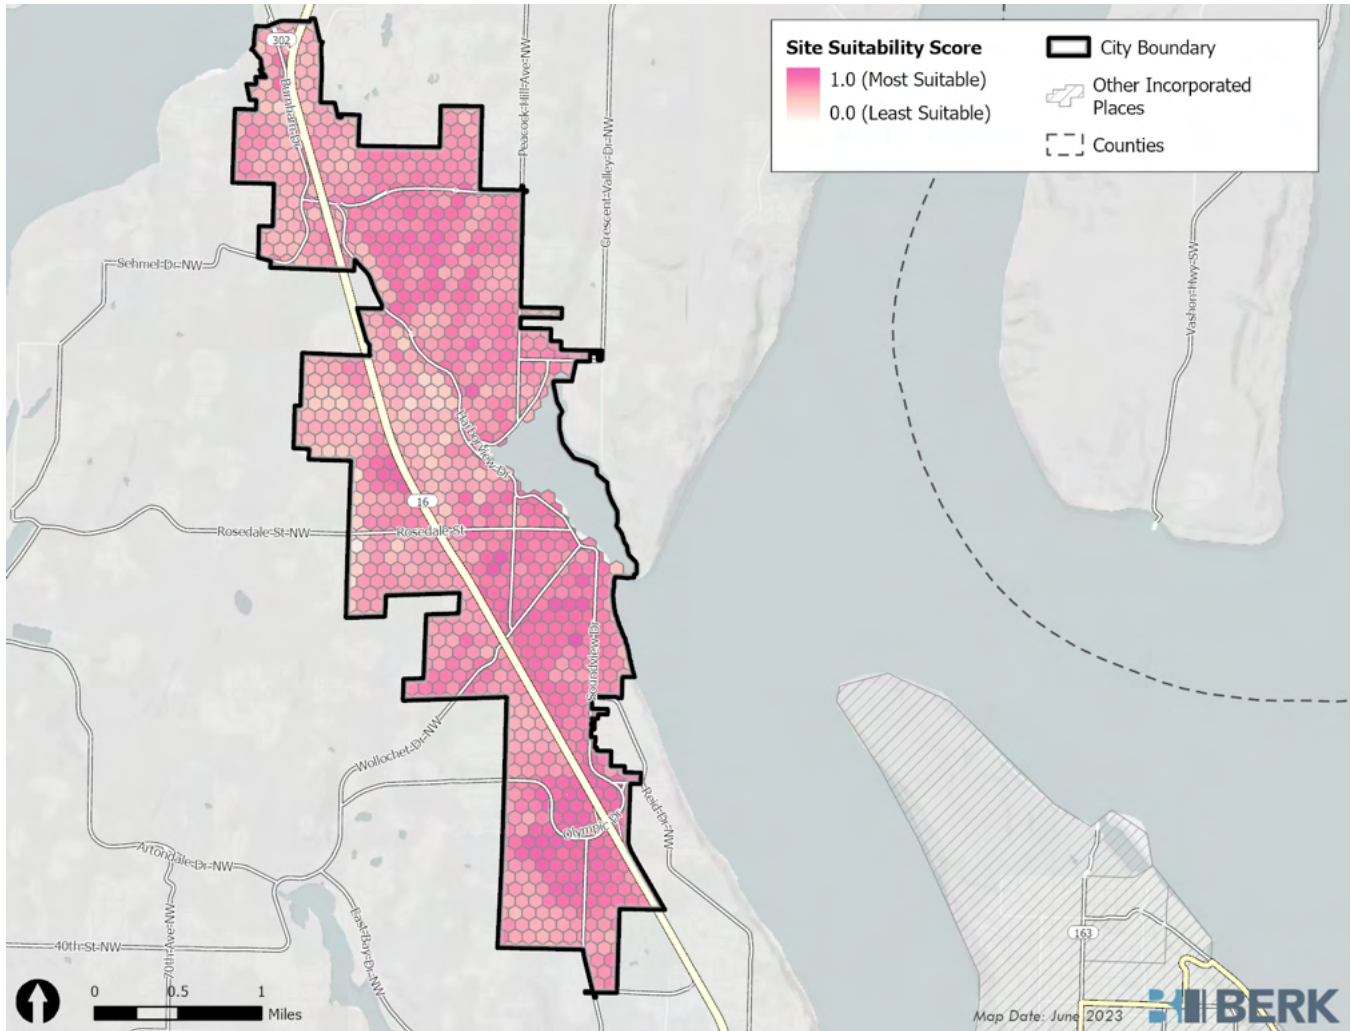 Site Suitability Score
1.0 (Most Suitable)
0.0 (Least Suitable)
City Boundary
Other Incorporated
Places
Counties
302
Burnham-Dr
Peacock-Hill-Ave-NW
Crescent-Valley-Dr-NW
Vashon-Hwy-SW
Sehmel-Dr-NW
Harborview-Dr
16
Rosedale-St-NW
Rosedale-St
Soundview-Dr
Wollochet-Dr-NW
Reid-Dr-NW
Olympic-Dr
Artondale-Dr-NW
70th-Ave-NW
East-Bay-Dr-NW
40th-St-NW
163
0 0.5 1
Miles
Map Date: June 2023
BERK